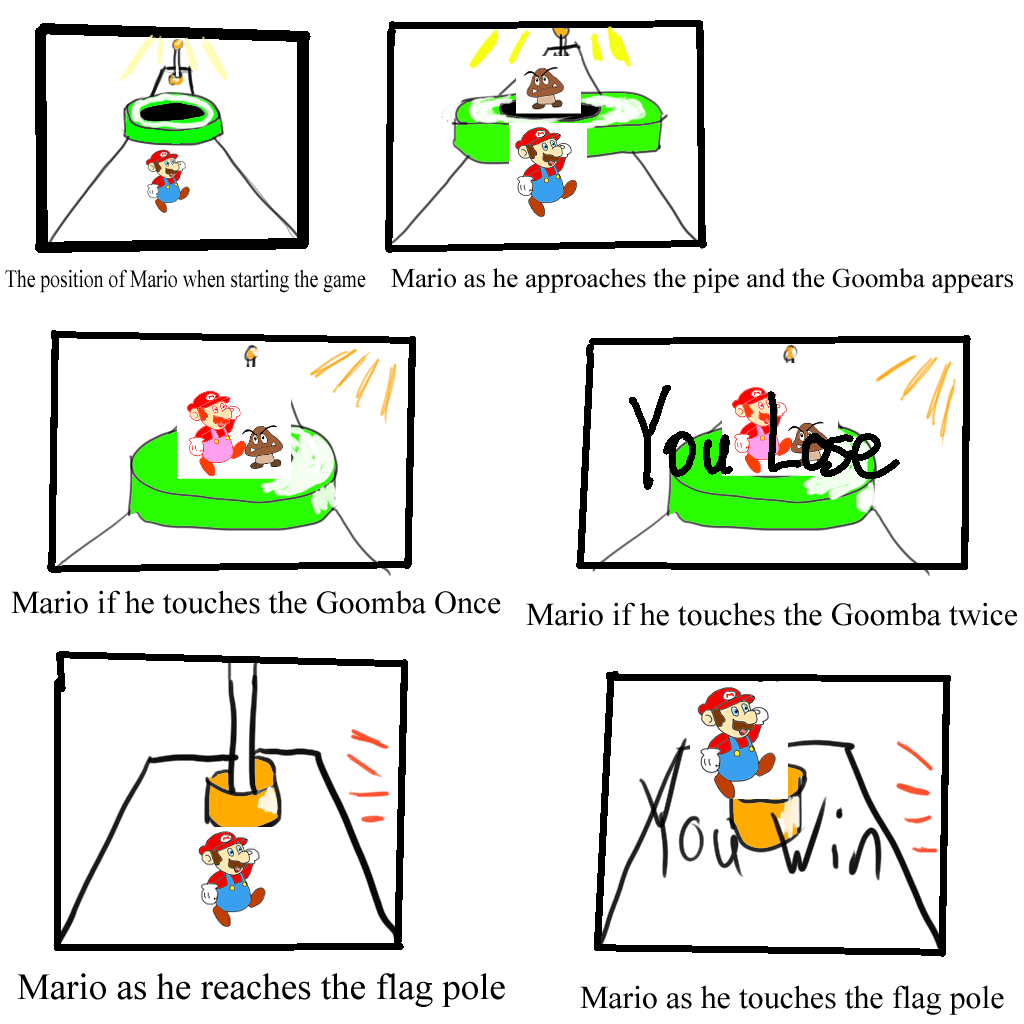 The position of Mario when starting the game
Mario as he approaches the pipe and the Goomba appears
You Lose
Mario if he touches the Goomba Once
Mario if he touches the Goomba twice
You Win
Mario as he reaches the flag pole
Mario as he touches the flag pole